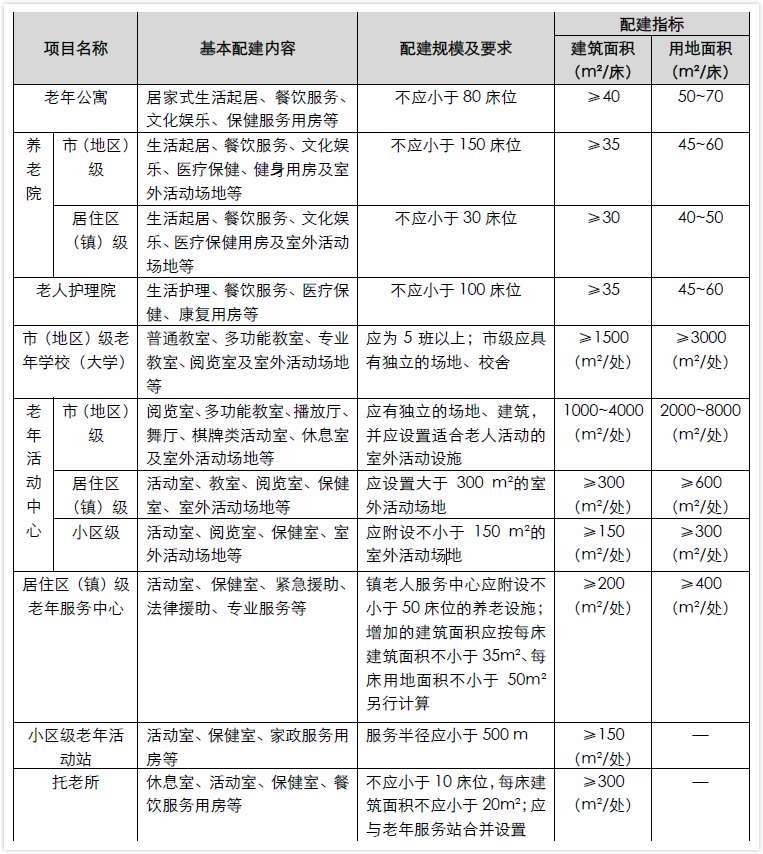 项目名称
基本配建内容
配建规模及要求
配建指标
建筑面积
（m²/床）
用地面积
（m²/床）
老年公寓
居家式生活起居、餐饮服务、
文化娱乐、保健服务用房等
不应小于 80 床位
≥40
50~70
养老院
市（地区）
级
生活起居、餐饮服务、文化娱
乐、医疗保健、健身用房及室
外活动场地等
不应小于 150 床位
≥35
45~60
居住区
（镇）级
生活起居、餐饮服务、文化娱
乐、医疗保健用房及室外活动
场地等
不应小于 30 床位
≥30
40~50
老人护理院
生活护理、餐饮服务、医疗保
健、康复用房等
不应小于 100 床位
≥35
45~60
市（地区）级老
年学校（大学）
普通教室、多功能教室、专业
教室、阅览室及室外活动场地
等
应为 5 班以上；市级应具
有独立的场地、校舍
≥1500
（m²/处）
≥3000
（m²/处）
老年活动中心
市（地区）
级
阅览室、多功能教室、播放厅、
舞厅、棋牌类活动室、休息室
及室外活动场地等
应有独立的场地、建筑，
并应设置适合老人活动的
室外活动设施
1000~4000
（m²/处）
2000~8000
（m²/处）
居住区
（镇）级
活动室、教室、阅览室、保健
室、室外活动场地等
应设置大于 300 m²的室
外活动场地
≥300
（m²/处）
≥600
（m²/处）
小区级
活动室、阅览室、保健室、室
外活动场地等
应附设不小于 150 m²的
室外活动场地
≥150
（m²/处）
≥300
（m²/处）
居住区（镇）级
老年服务中心
活动室、保健室、紧急援助、
法律援助、专业服务等
镇老人服务中心应附设不
小于 50 床位的养老设施；
增加的建筑面积应按每床
建筑面积不小于 35m²、每
床用地面积不小于 50m²
另行计算
≥200
（m²/处）
≥400
（m²/处）
小区级老年活
动站
活动室、保健室、家政服务用
房等
服务半径应小于 500 m
≥150
（m²/处）
—
托老所
休息室、活动室、保健室、餐
饮服务用房等
不应小于 10 床位，每床建
筑面积不应小于 20m²；应
与老年服务站合并设置
≥300
（m²/处）
—